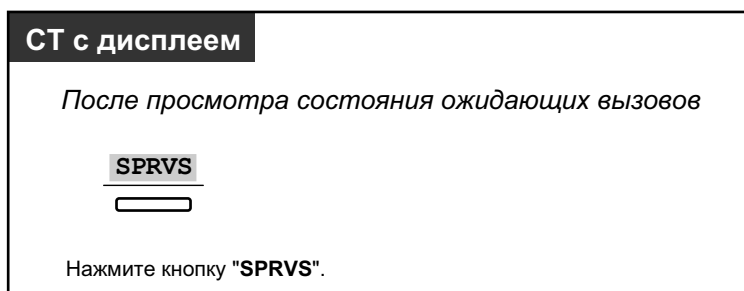 СТ с дисплеем
После просмотра состояния ожидающих вызовов
SPRVS
Нажмите кнопку "SPRVS".